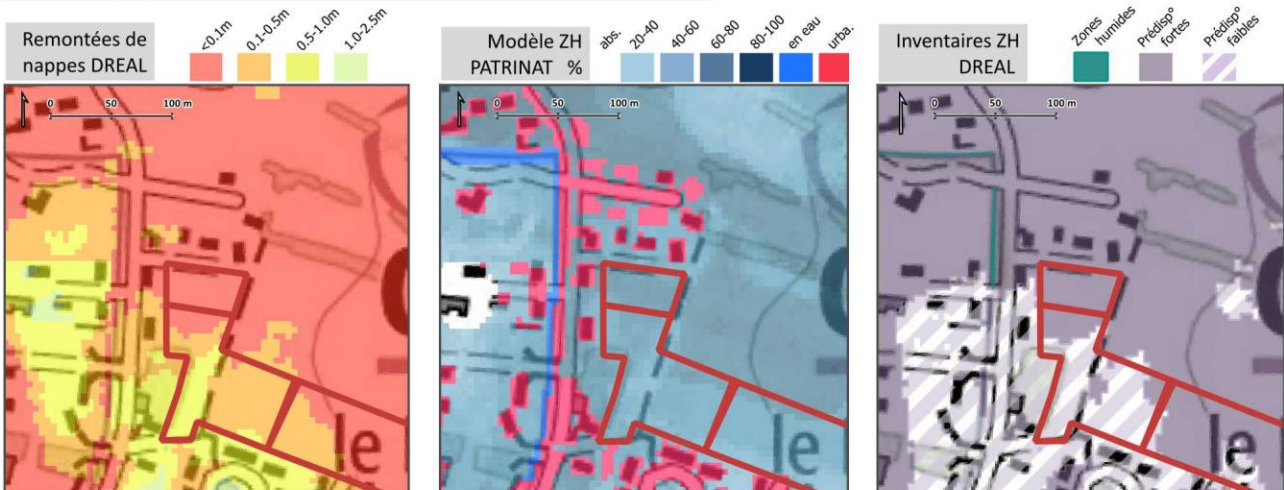 Remontées de
nappes DREAL
<0.1m
0.1-0.5m
0.5-1.0m
1.0-2.5m
0 50 100 m
Modèle ZH
PATRINAT %
abs.
20-40
40-60
60-80
80-100
en eau
urba.
0 50 100 m
Inventaires ZH
DREAL
Zones
humides
Prédisp°
fortes
Prédisp°
faibles
0 50 100 m
le
le
le